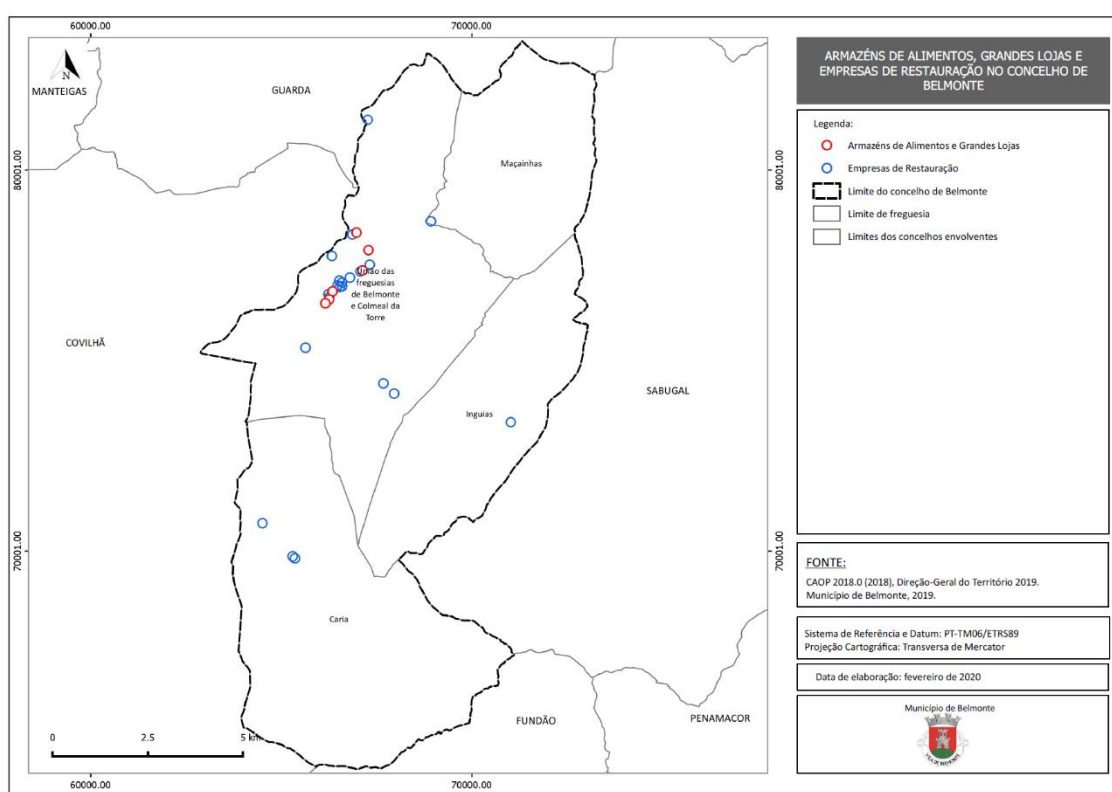 60000.00
70000.00
N
MANTEIGAS
GUARDA
Maçainhas
80001.00
80001.00
União das
freguesias
de Belmonte
e Colmeal da
Torre
COVILHÃ
SABUGAL
Inguias
70001.00
70001.00
Caria
FUNDÃO
PENAMACOR
0
2.5
5 km
60000.00
70000.00
ARMAZÉNS DE ALIMENTOS, GRANDES LOJAS E
EMPRESAS DE RESTAURAÇÃO NO CONCELHO DE
BELMONTE
Legenda:
Armazéns de Alimentos e Grandes Lojas
Empresas de Restauração
Limite do concelho de Belmonte
Limite de freguesia
Limites dos concelhos envolventes
FONTE:
CAOP 2018.0 (2018), Direção-Geral do Território 2019.
Município de Belmonte, 2019.
Sistema de Referência e Datum: PT-TM06/ETRS89
Projeção Cartográfica: Transversa de Mercator
Data de elaboração: fevereiro de 2020
Município de Belmonte
VILA DE BELMONTE